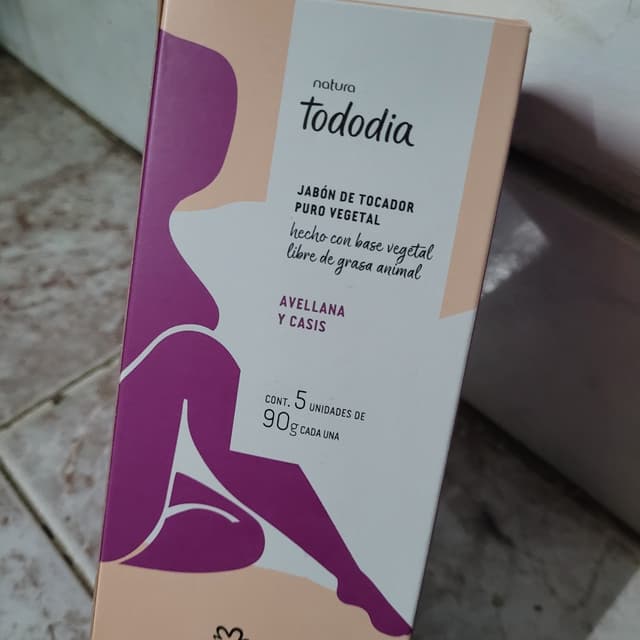 natura
Tododia
JABÓN DE TOCADOR
PURO VEGETAL
hecho con base vegetal
libre de grasa animal
AVELLANA
Y CASIS
CONT. 5 UNIDADES DE
90g CADA UNA